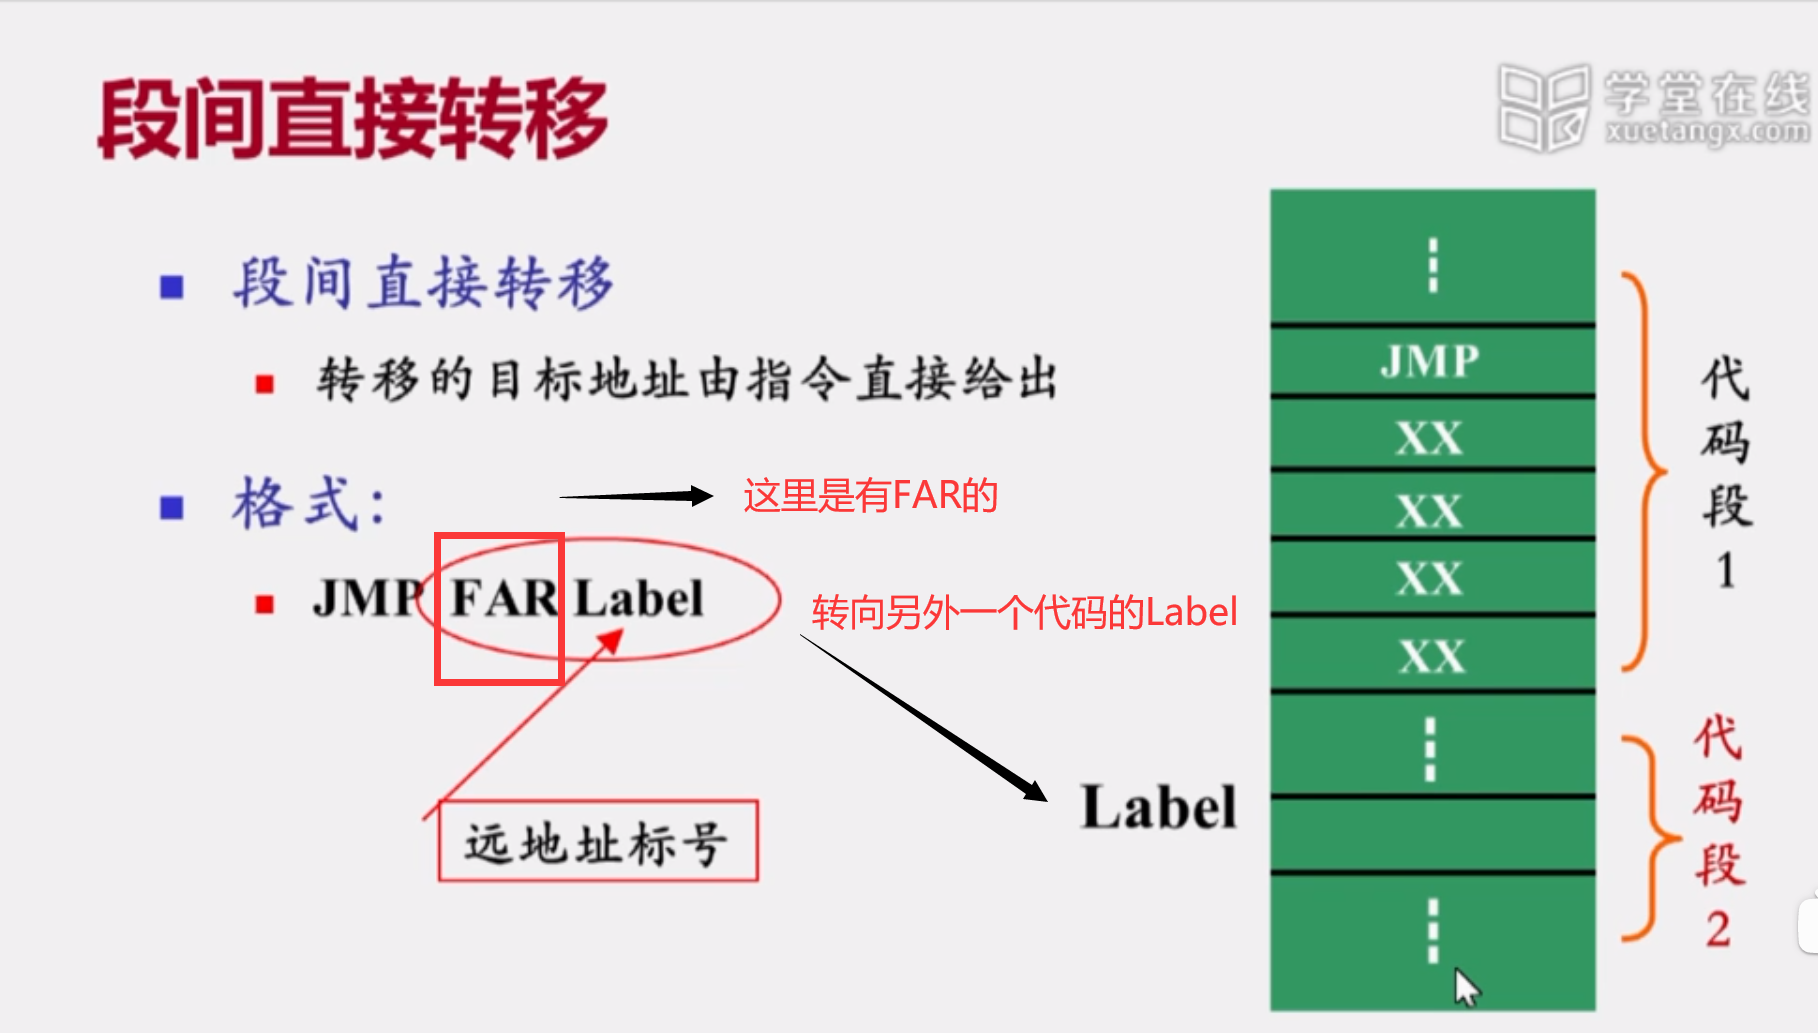 段间直接转移
学堂在线
xuetangx.com
段间直接转移
转移的目标地址由指令直接给出
格式：
这里是有FAR的
JMP FAR Label
转向另外一个代码的Label
远地址标号
Label
JMP
XX
XX
XX
XX
代码段1
代码段2